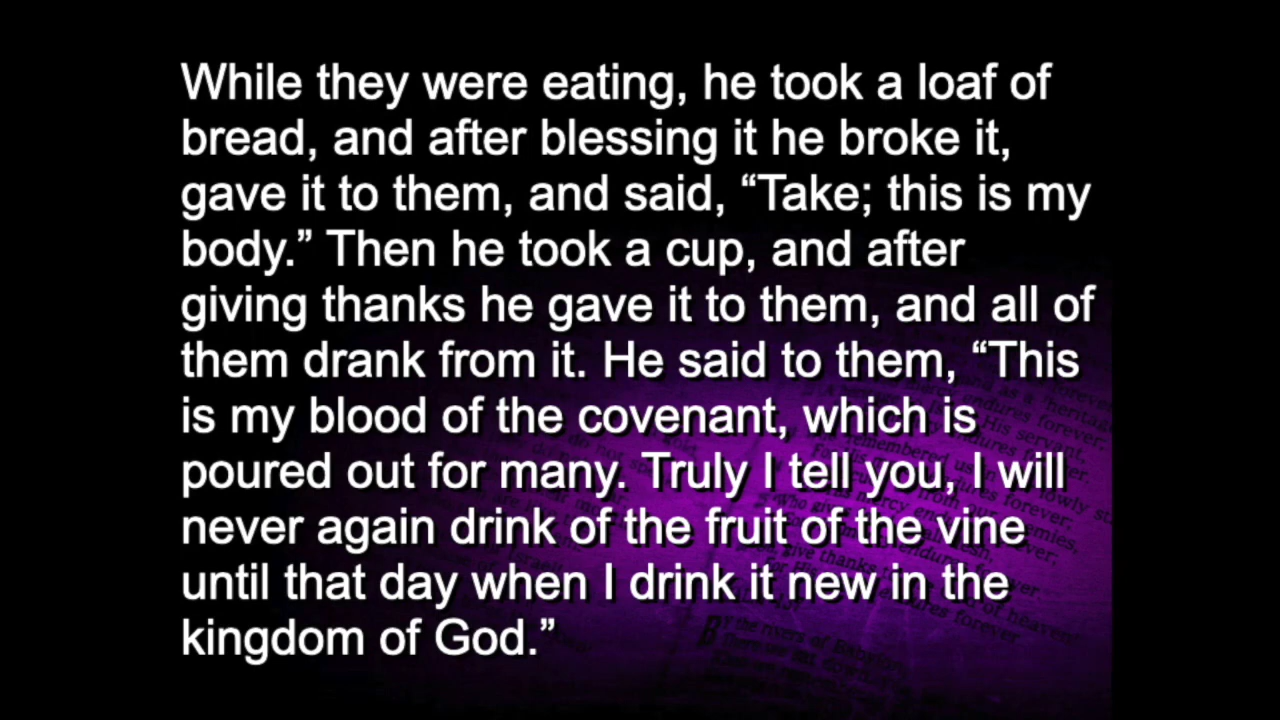 While they were eating, he took a loaf of
bread, and after blessing it he broke it,
gave it to them, and said, “Take; this is my
body.” Then he took a cup, and after
giving thanks he gave it to them, and all of
them drank from it. He said to them, “This
is my blood of the covenant, which is
poured out for many. Truly I tell you, I will
never again drink of the fruit of the vine
until that day when I drink it new in the
kingdom of God.”